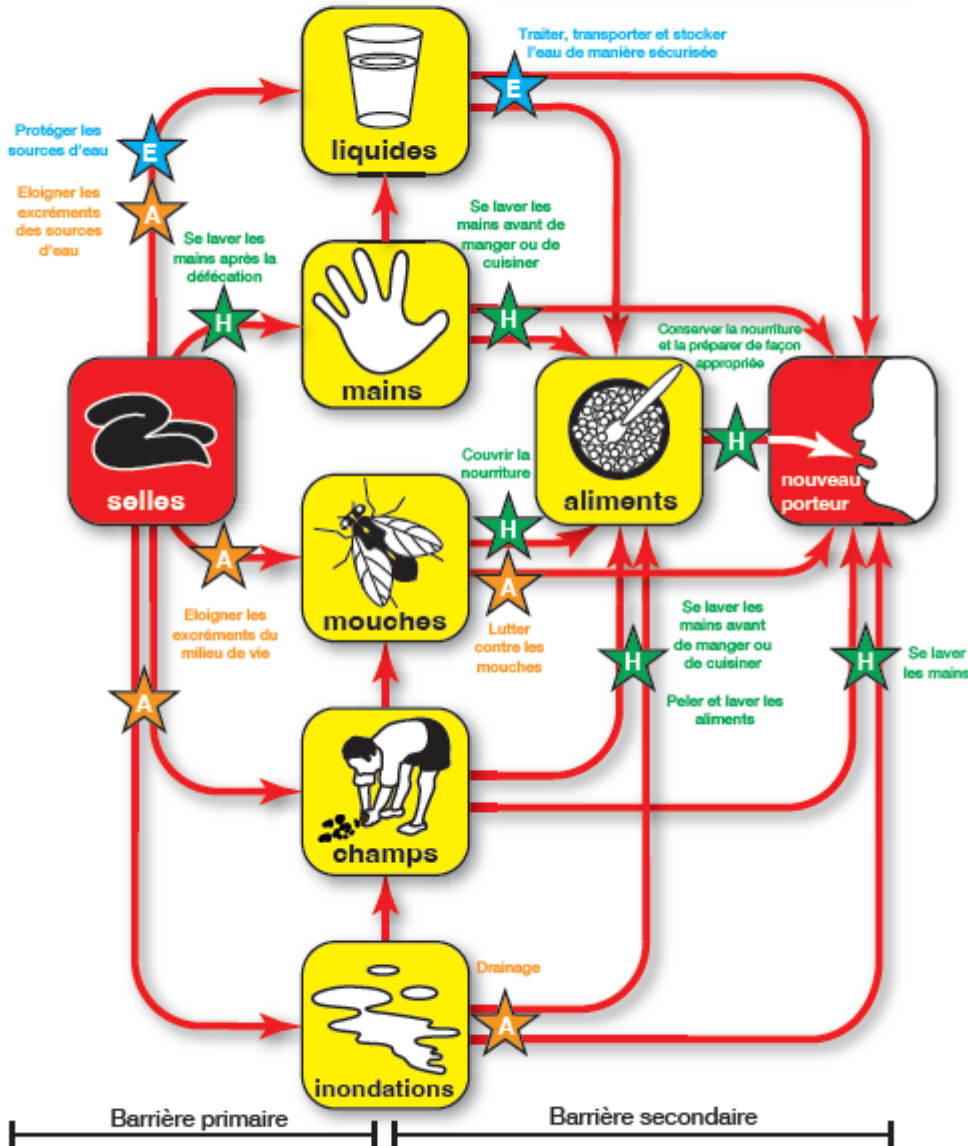 Traiter, transporter et stocker
l'eau de manière sécurisée
E
liquides
Protéger les
sources d'eau
E
Eloigner les
excréments
des sources
d'eau
A
Se laver les
mains après la
défécation
H
Se laver les
mains avant de
manger ou de
cuisiner
H
mains
Conserver la nourriture
et la préparer de façon
appropriée
H
selles
aliments
nouveau
porteur
Couvrir la
nourriture
H
A
Eloigner les
excréments du
milieu de vie
mouches
A
Lutter
contre les
mouches
Se laver les
mains avant
de manger ou
de cuisiner
H
Peler et laver les
aliments
H
Se laver
les mains
A
champs
Drainage
A
inondations
Barrière primaire
Barrière secondaire